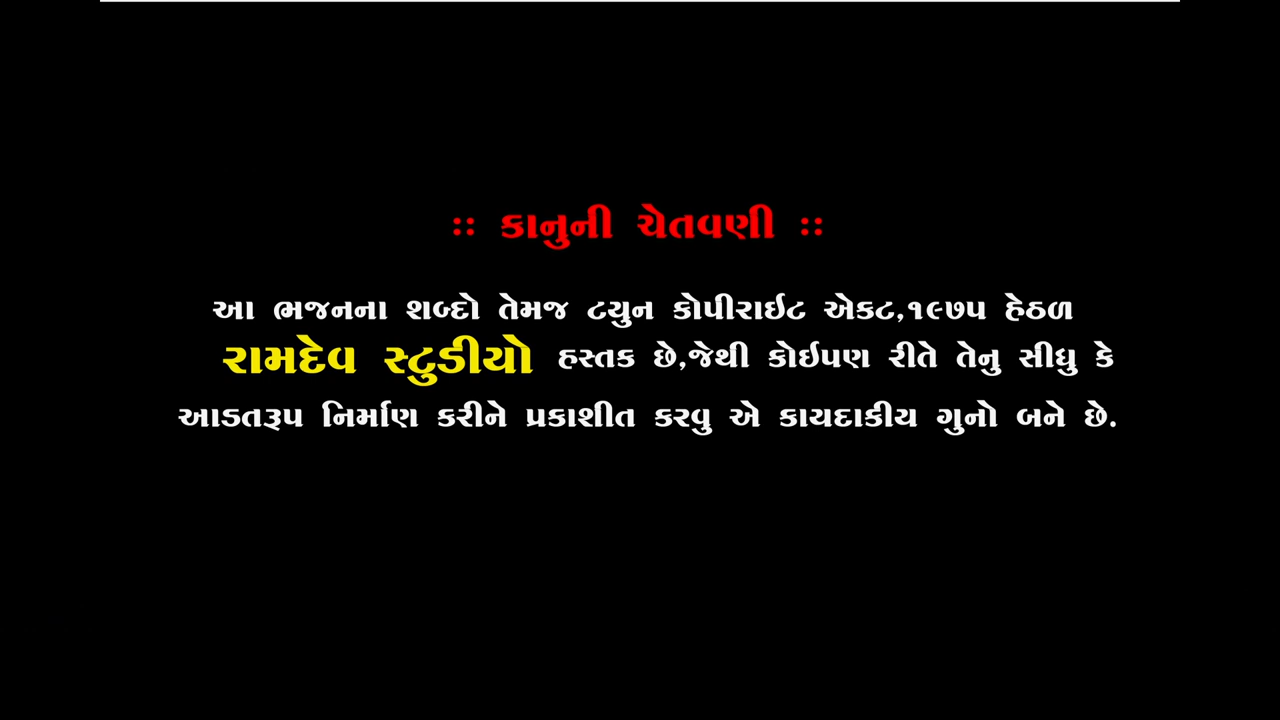 :: કાનુની ચેતવણી ::
આ ભજનના શબ્દો તેમજ ટયુન કોપીરાઈટ એકટ,૧૯૭૫ હેઠળ
રામદેવ સ્ટુડીયો હસ્તક છે,જેથી કોઈપણ રીતે તેનુ સીધુ કે
આડતરૂપ નિર્માણ કરીને પ્રકાશીત કરવુ એ કાયદાકીય ગુનો બને છે.